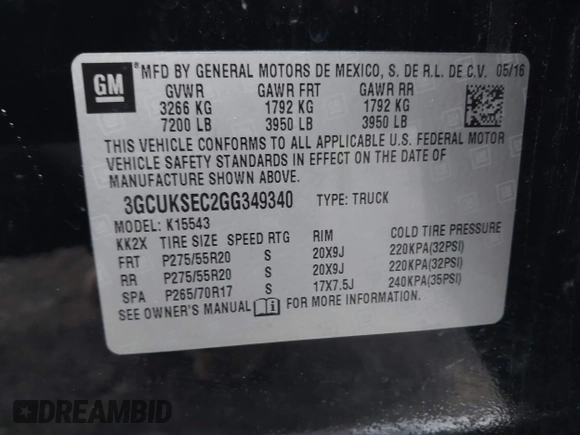 GM
® MFD BY GENERAL MOTORS DE MEXICO, S. DE R.L. DE C.V. 05/16
GVWR GAWR FRT GAWR RR
3266 KG 1792 KG 1792 KG
7200 LB 3950 LB 3950 LB
THIS VEHICLE CONFORMS TO ALL APPLICABLE U.S. FEDERAL MOTOR
VEHICLE SAFETY STANDARDS IN EFFECT ON THE DATE OF
MANUFACTURE SHOWN ABOVE.
3GCUKSEC2GG349340 TYPE: TRUCK
MODEL: K15543
KK2X TIRE SIZE SPEED RTG RIM COLD TIRE PRESSURE
FRT P275/55R20 S 20X9J 220KPA(32PSI)
RR P275/55R20 S 20X9J 220KPA(32PSI)
SPA P265/70R17 S 17X7.5J 240KPA(35PSI)
SEE OWNER'S MANUAL FOR MORE INFORMATION.
DREAMBID